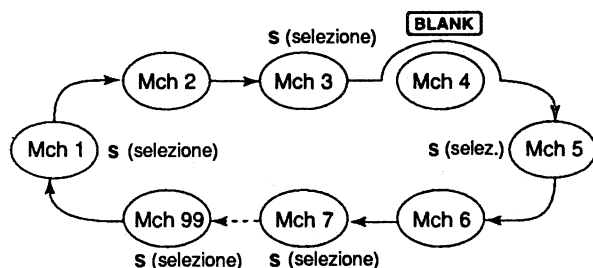 BLANK
s (selezione)
Mch 2
Mch 3
Mch 4
Mch 1
s (selezione)
s (selez.)
Mch 5
Mch 99
Mch 7
Mch 6
s (selezione)
s (selezione)